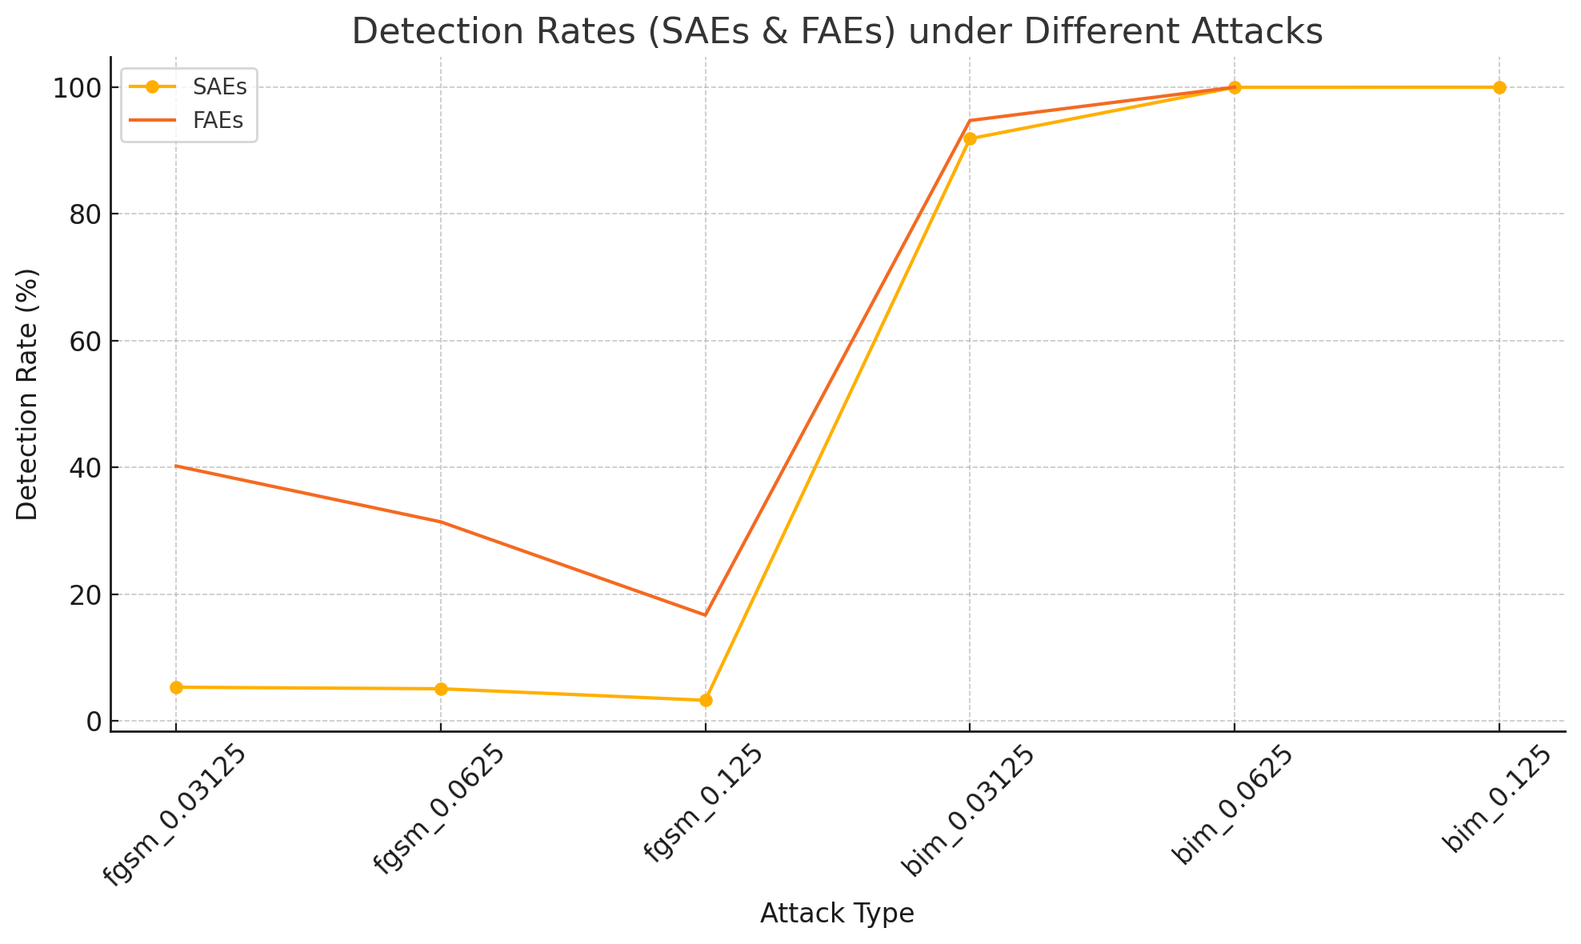 Detection Rates (SAEs & FAEs) under Different Attacks
SAEs
FAEs
100
80
60
40
20
0
Detection Rate (%)
fgsm_0.03125
fgsm_0.0625
fgsm_0.125
bim_0.03125
bim_0.0625
bim_0.125
Attack Type